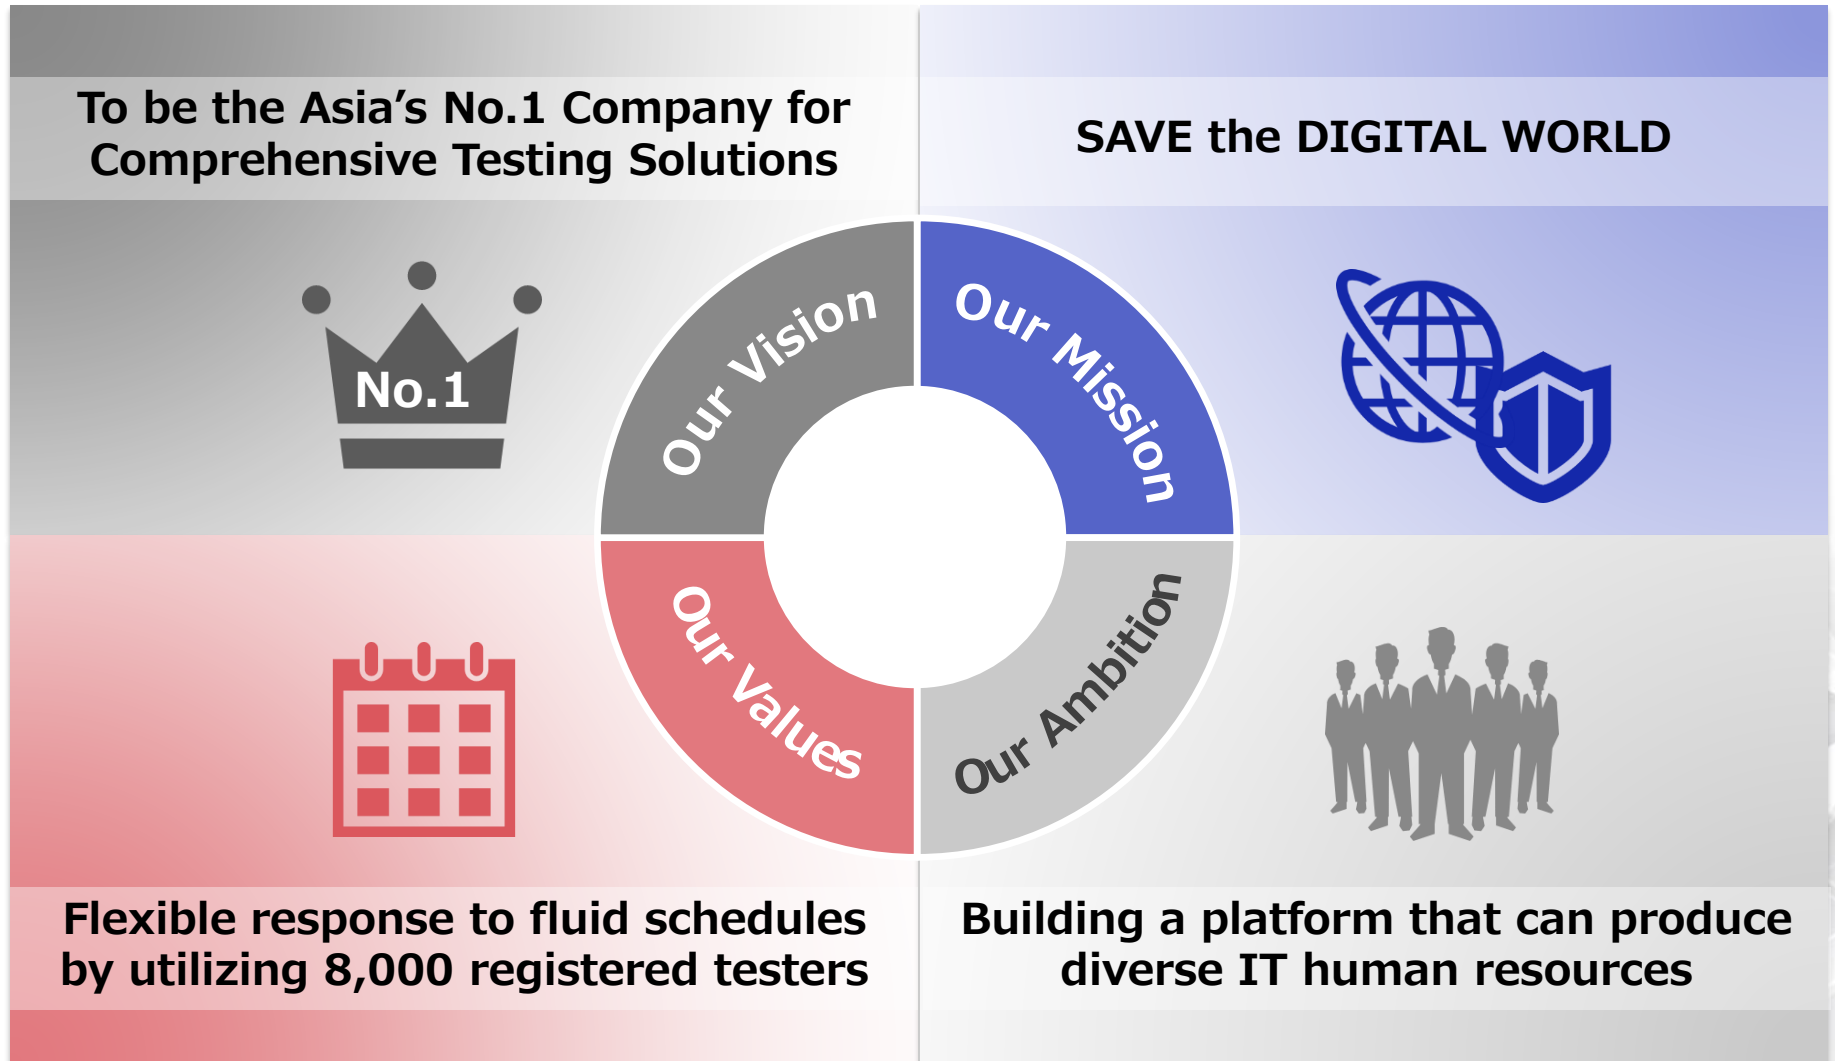 To be the Asia’s No.1 Company for
Comprehensive Testing Solutions
SAVE the DIGITAL WORLD
No.1
Our Vision
Our Mission
Our Values
Our Ambition
Flexible response to fluid schedules
by utilizing 8,000 registered testers
Building a platform that can produce
diverse IT human resources